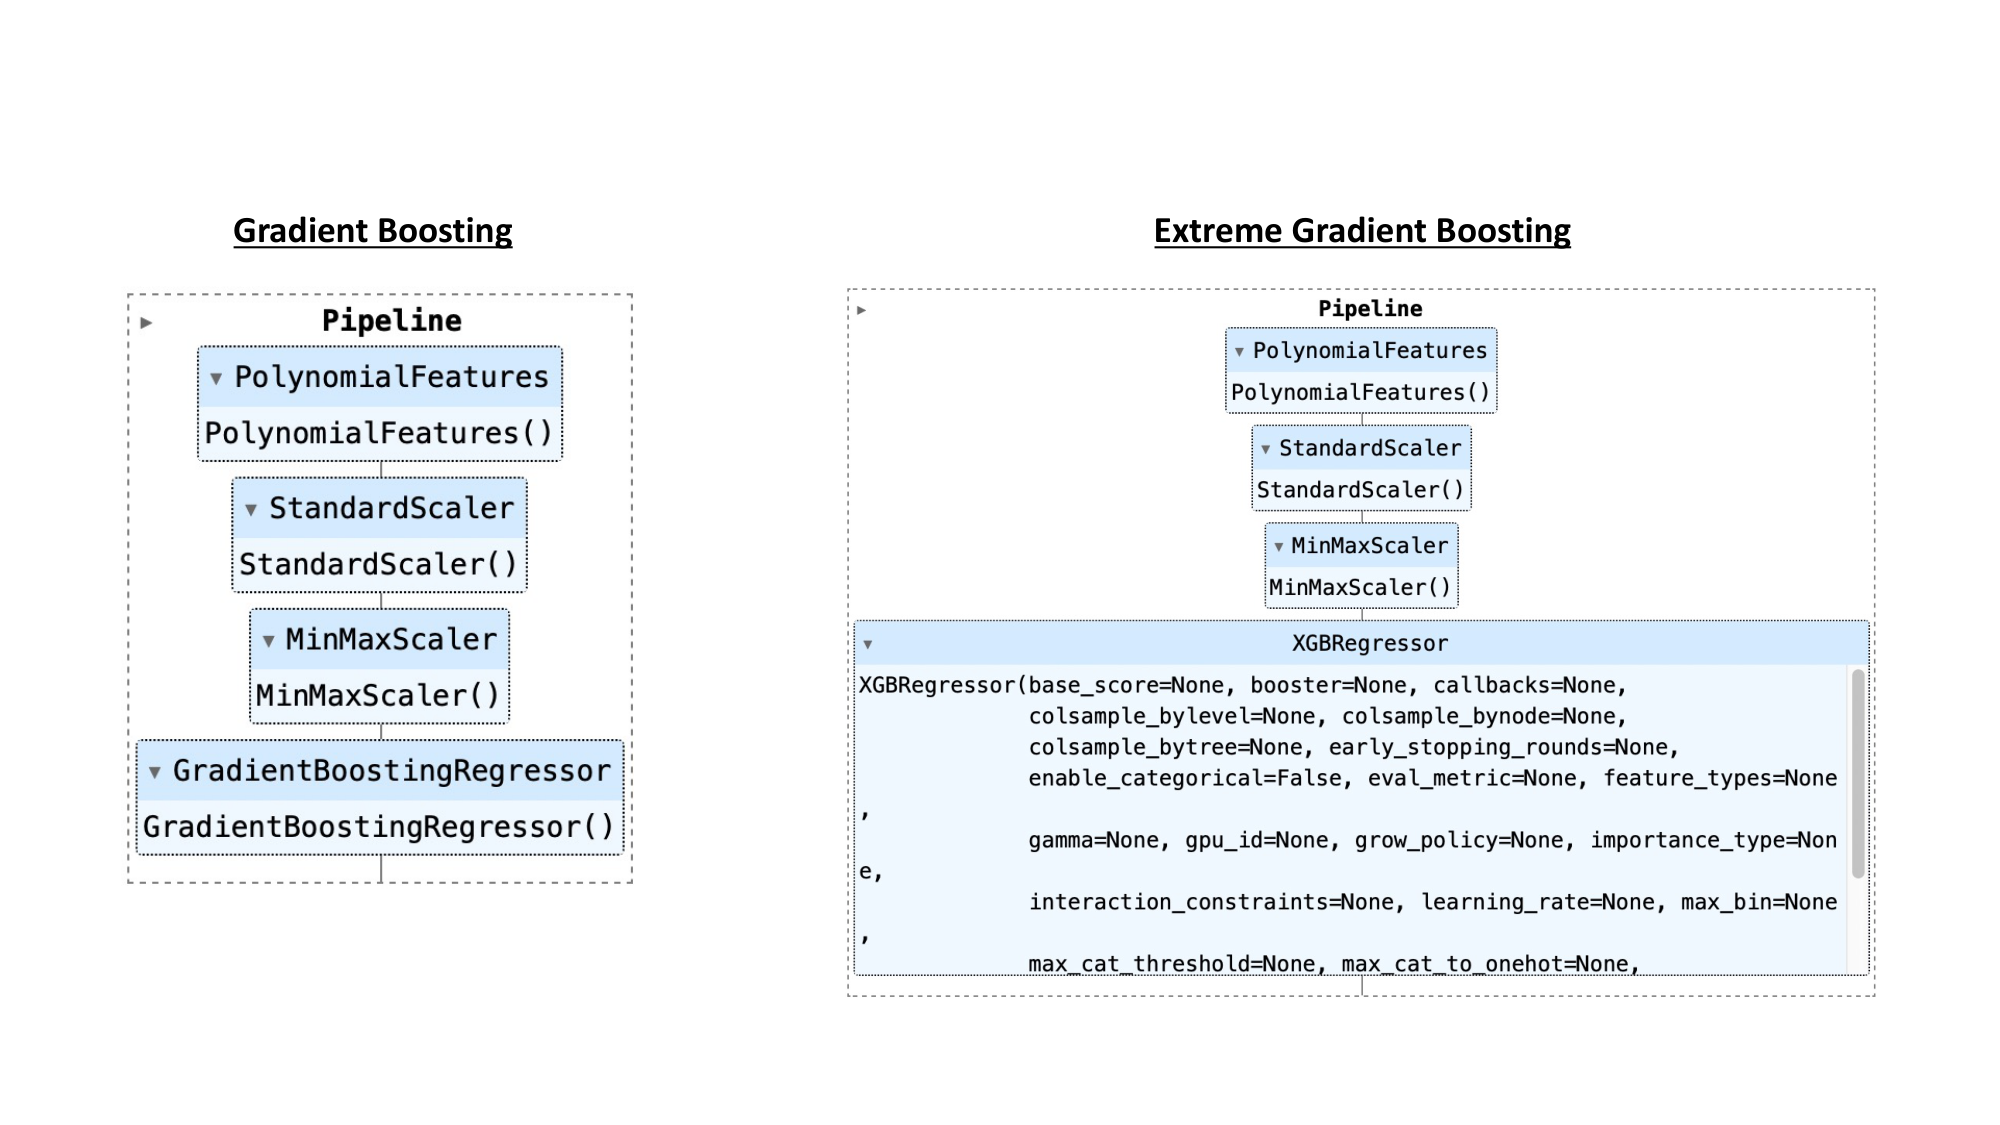 Gradient Boosting
Pipeline
PolynomialFeatures
PolynomialFeatures()
StandardScaler
StandardScaler()
MinMaxScaler
MinMaxScaler()
GradientBoostingRegressor
GradientBoostingRegressor()
Extreme Gradient Boosting
Pipeline
PolynomialFeatures
PolynomialFeatures()
StandardScaler
StandardScaler()
MinMaxScaler
MinMaxScaler()
XGBRegressor
XGBRegressor(base_score=None, booster=None, callbacks=None,
colsample_bylevel=None, colsample_bynode=None,
colsample_bytree=None, early_stopping_rounds=None,
enable_categorical=False, eval_metric=None, feature_types=None
,
gamma=None, gpu_id=None, grow_policy=None, importance_type=Non
e,
interaction_constraints=None, learning_rate=None, max_bin=None
,
max_cat_threshold=None, max_cat_to_onehot=None,